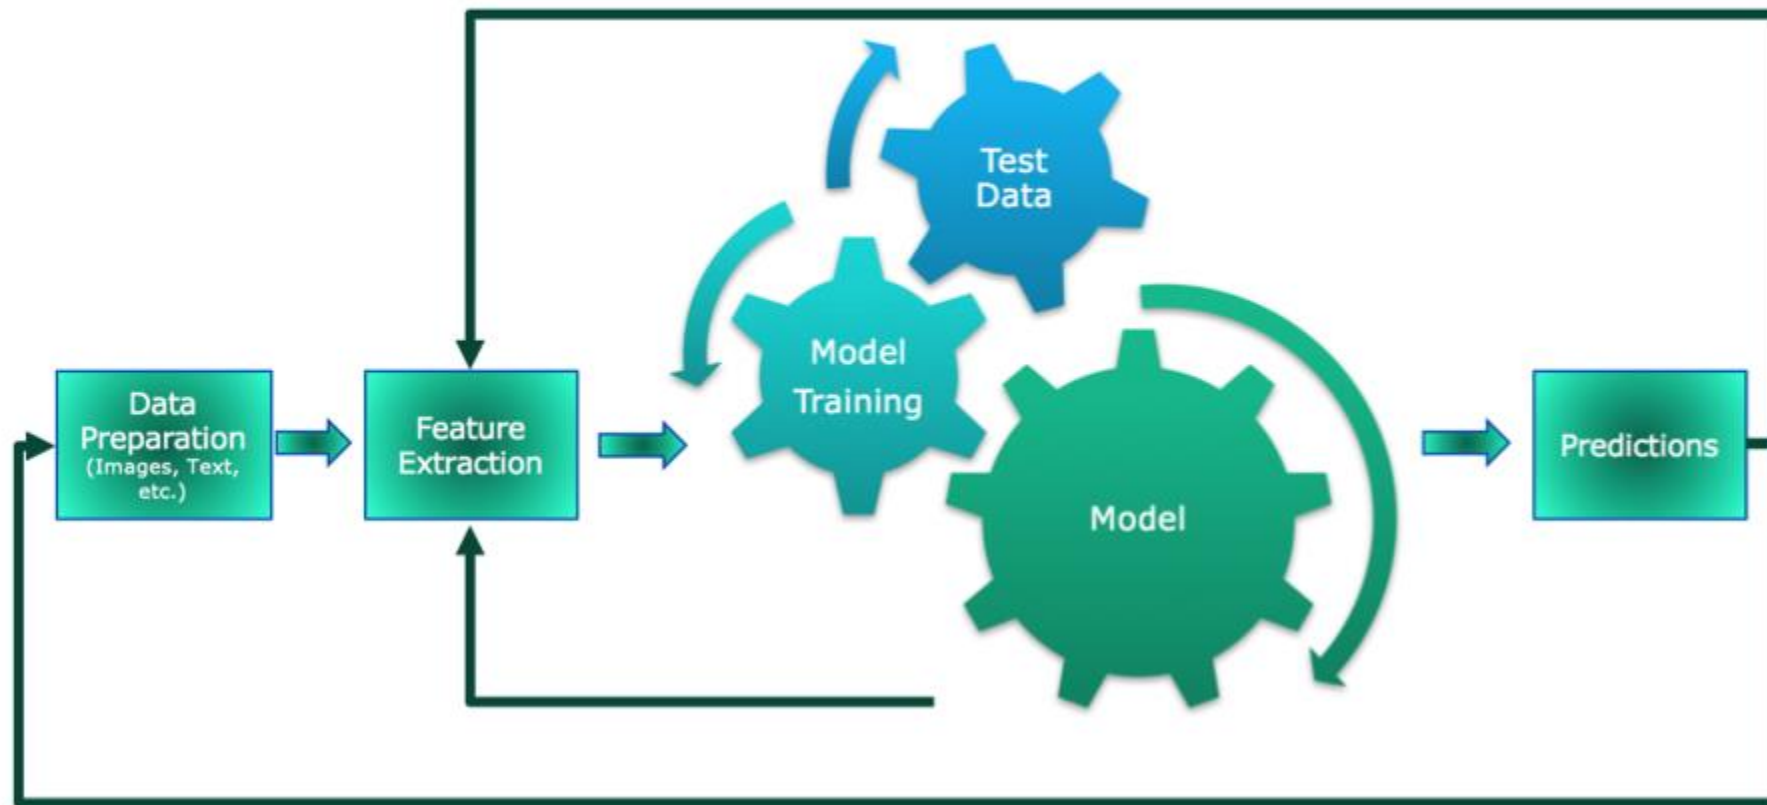 Data
Preparation
(Images, Text,
etc.)
Feature
Extraction
Test
Data
Model
Training
Model
Predictions